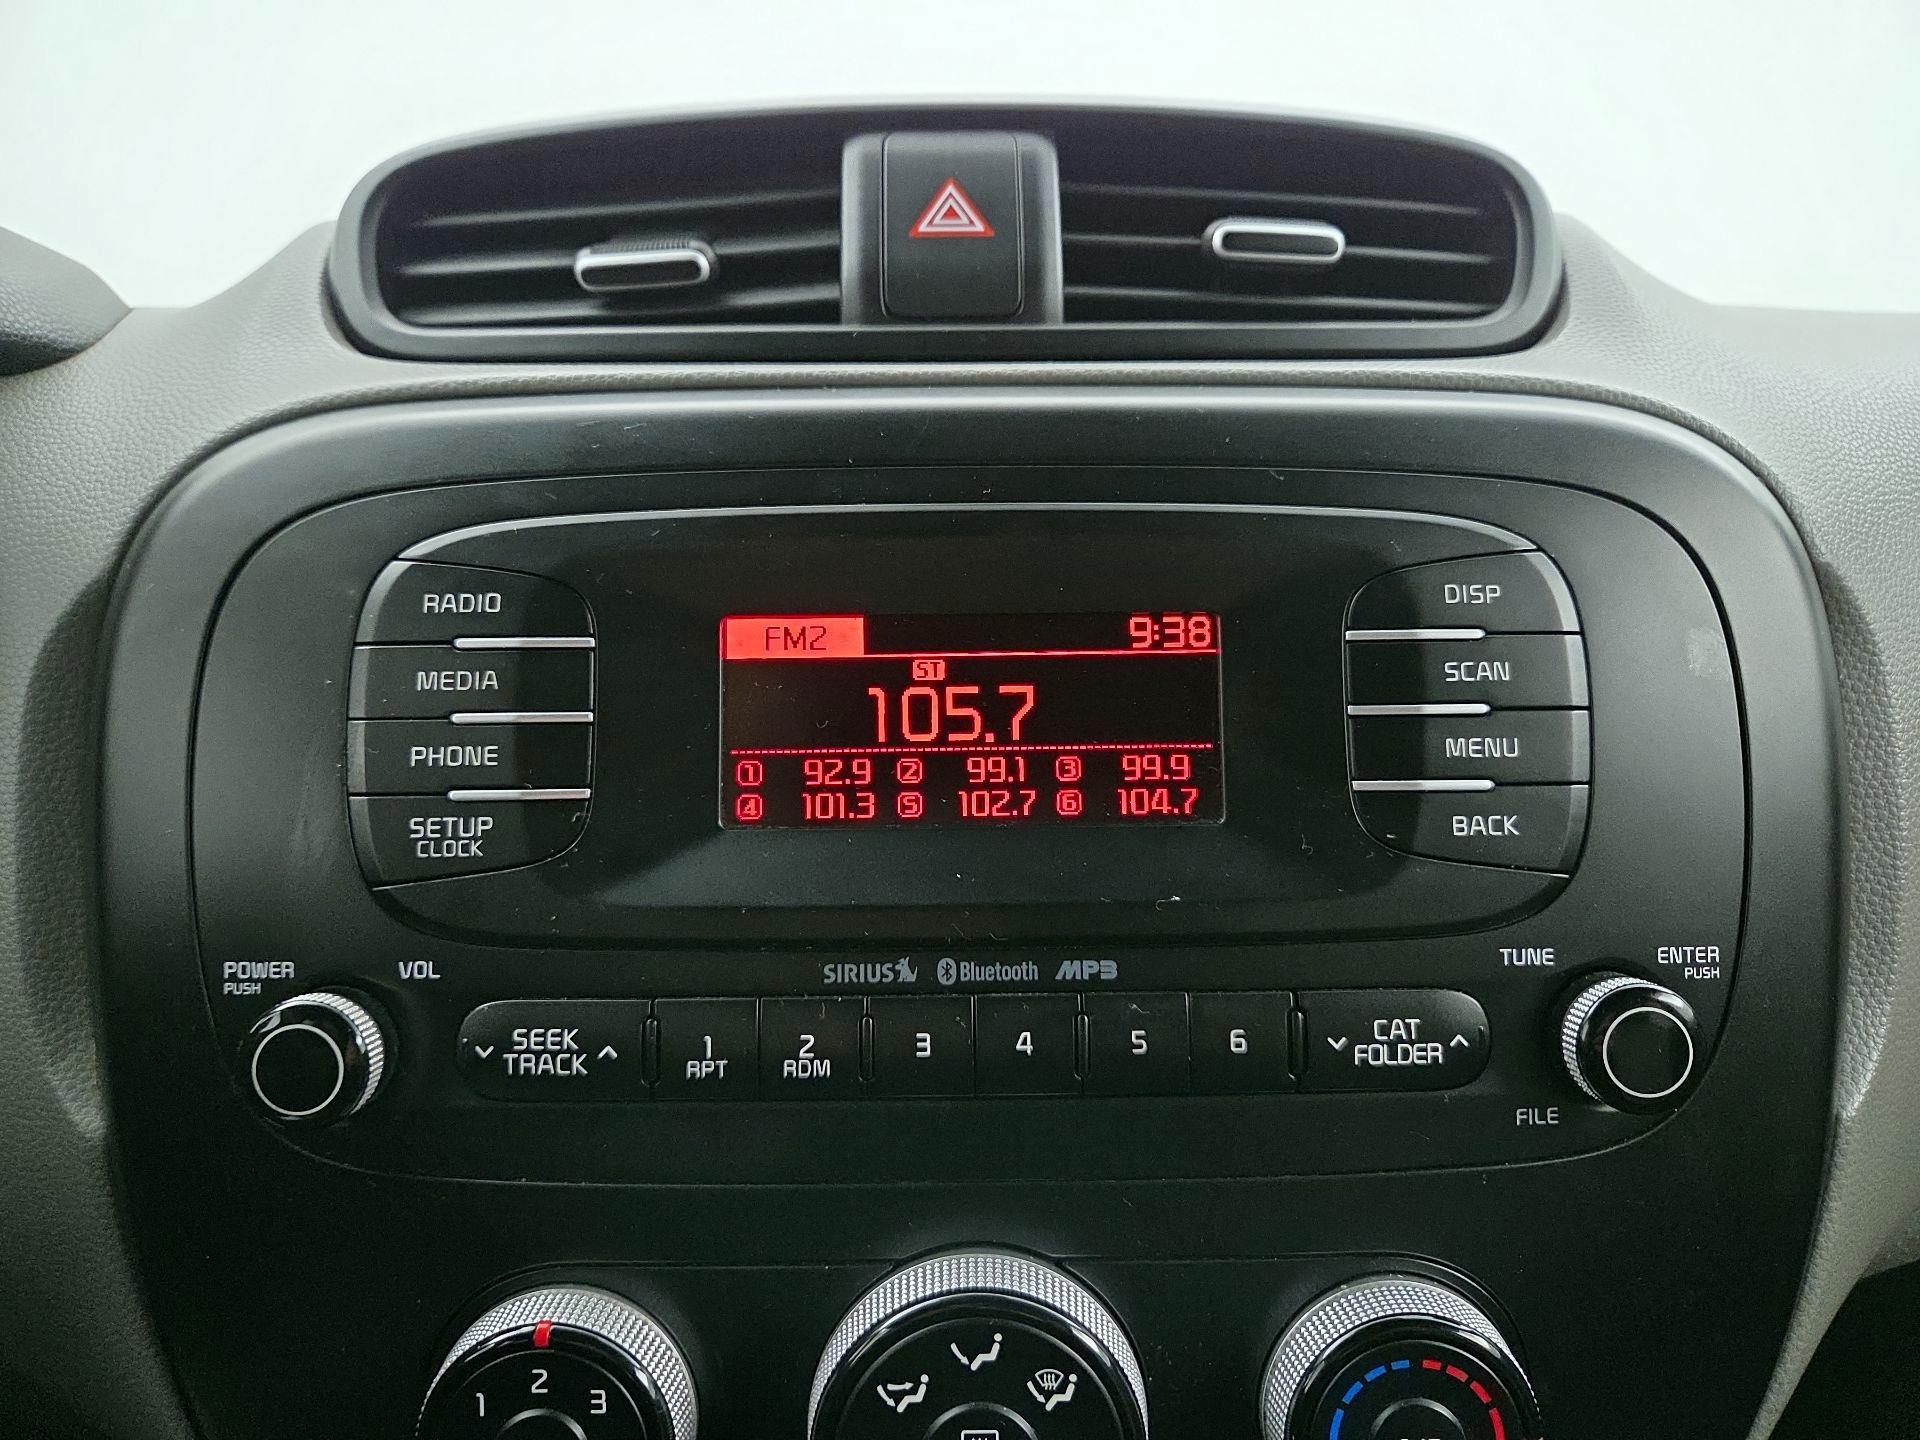 RADIO
MEDIA
PHONE
SETUP
CLOCK
FM2 9:38
ST
105.7
1 92.9 2 99.1 3 99.9
4 101.3 5 102.7 6 104.7
DISP
SCAN
MENU
BACK
POWER
PUSH
VOL
SIRIUS Bluetooth MP3
TUNE
ENTER
PUSH
SEEK
TRACK
1
RPT
2
RDM
3
4
5
6
CAT
FOLDER
FILE
1 2 3